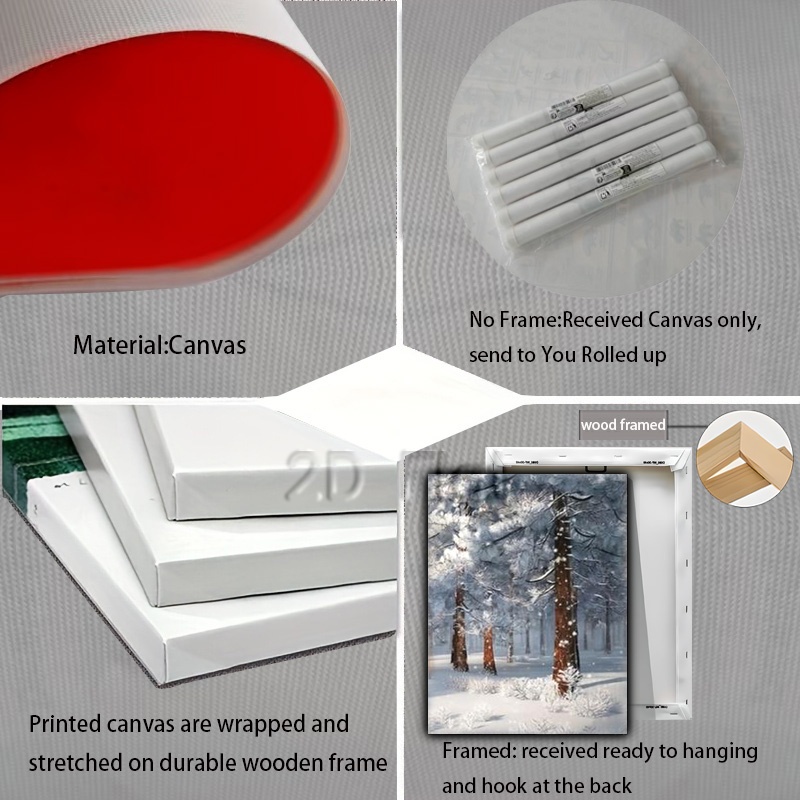 Material:Canvas
No Frame:Received Canvas only,
send to You Rolled up
2D
wood framed
Printed canvas are wrapped and
stretched on durable wooden frame
Framed: received ready to hanging
and hook at the back